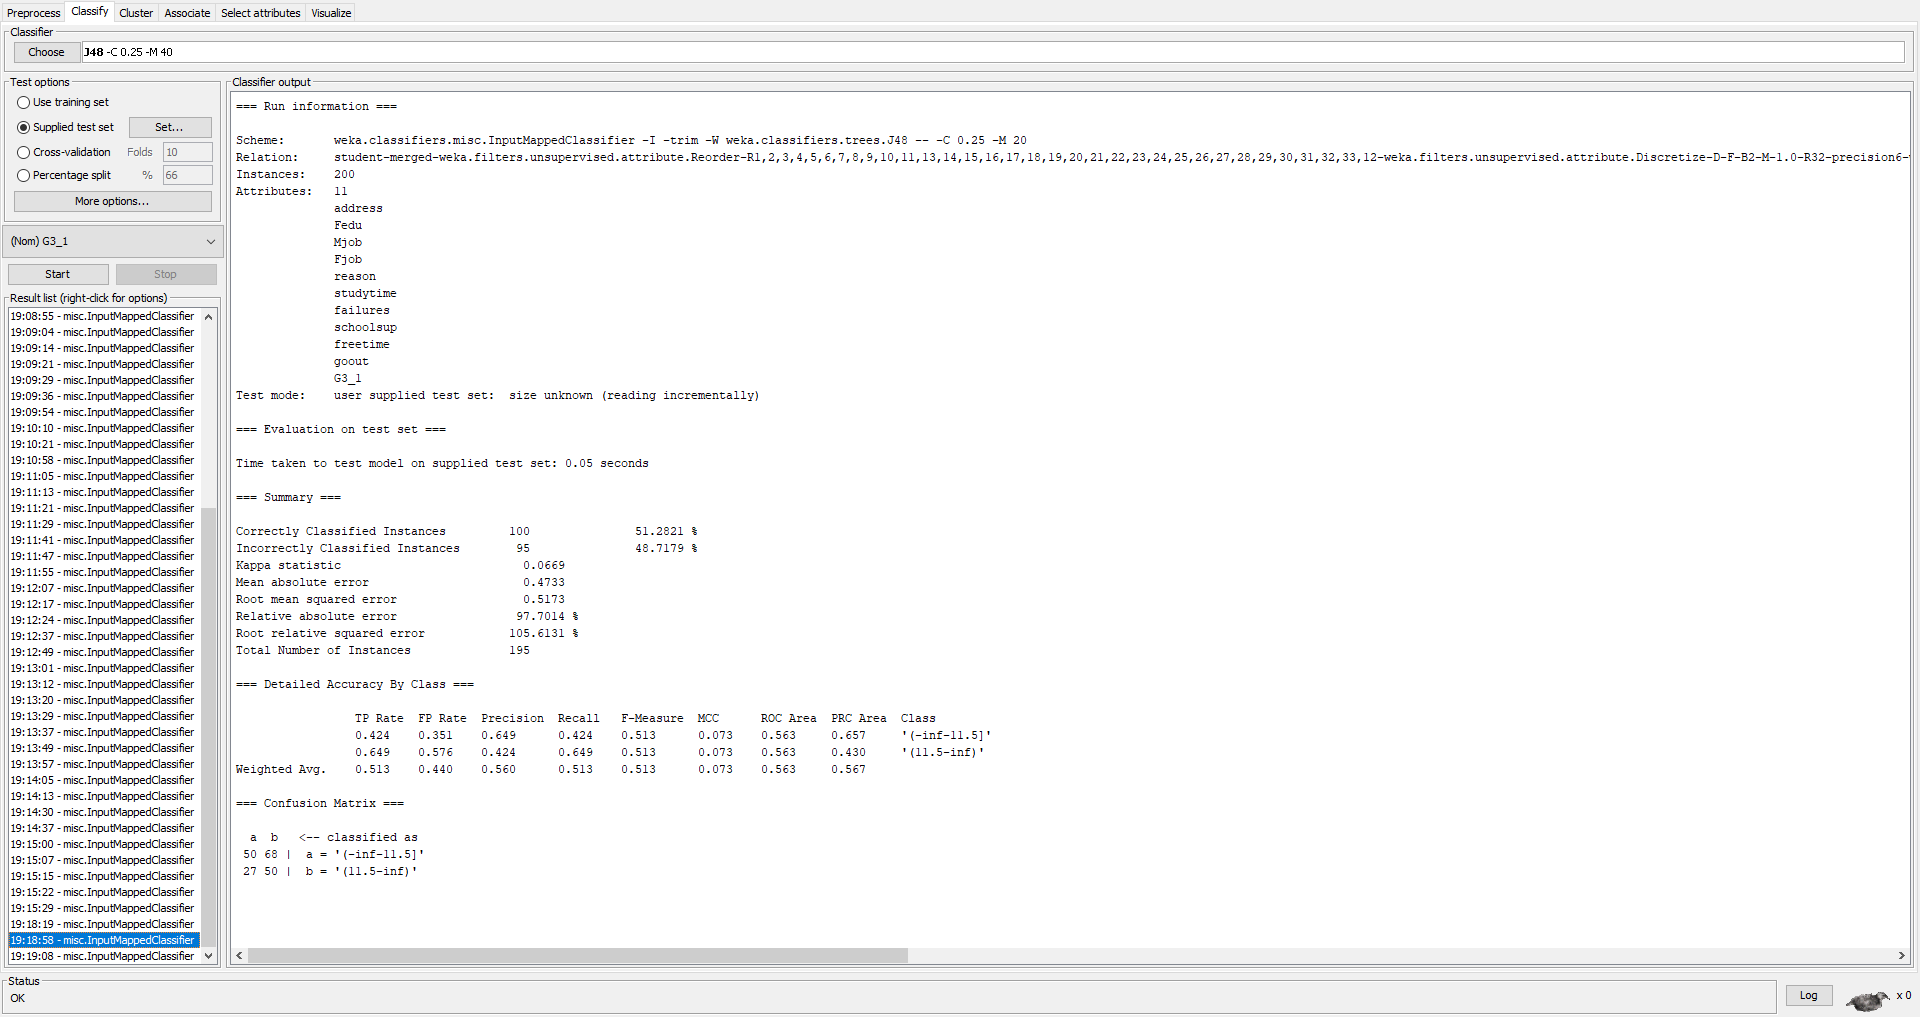 Preprocess Classify Cluster Associate Select attributes Visualize
Classifier
Choose J48 -C 0.25 -M 40
Test options
Use training set
Supplied test set Set...
Cross-validation Folds 10
Percentage split % 66
More options...
(Nom) G3_1
Start Stop
Result list (right-click for options)
19:08:55 - misc.InputMappedClassifier
19:09:04 - misc.InputMappedClassifier
19:09:14 - misc.InputMappedClassifier
19:09:21 - misc.InputMappedClassifier
19:09:29 - misc.InputMappedClassifier
19:09:36 - misc.InputMappedClassifier
19:09:54 - misc.InputMappedClassifier
19:10:10 - misc.InputMappedClassifier
19:10:21 - misc.InputMappedClassifier
19:10:58 - misc.InputMappedClassifier
19:11:05 - misc.InputMappedClassifier
19:11:13 - misc.InputMappedClassifier
19:11:21 - misc.InputMappedClassifier
19:11:29 - misc.InputMappedClassifier
19:11:41 - misc.InputMappedClassifier
19:11:47 - misc.InputMappedClassifier
19:11:55 - misc.InputMappedClassifier
19:12:07 - misc.InputMappedClassifier
19:12:17 - misc.InputMappedClassifier
19:12:24 - misc.InputMappedClassifier
19:12:37 - misc.InputMappedClassifier
19:12:49 - misc.InputMappedClassifier
19:13:01 - misc.InputMappedClassifier
19:13:12 - misc.InputMappedClassifier
19:13:20 - misc.InputMappedClassifier
19:13:29 - misc.InputMappedClassifier
19:13:37 - misc.InputMappedClassifier
19:13:49 - misc.InputMappedClassifier
19:13:57 - misc.InputMappedClassifier
19:14:05 - misc.InputMappedClassifier
19:14:13 - misc.InputMappedClassifier
19:14:30 - misc.InputMappedClassifier
19:14:37 - misc.InputMappedClassifier
19:15:00 - misc.InputMappedClassifier
19:15:07 - misc.InputMappedClassifier
19:15:15 - misc.InputMappedClassifier
19:15:22 - misc.InputMappedClassifier
19:15:29 - misc.InputMappedClassifier
19:18:19 - misc.InputMappedClassifier
19:18:58 - misc.InputMappedClassifier
19:19:08 - misc.InputMappedClassifier
Classifier output
=== Run information ===
Scheme: weka.classifiers.misc.InputMappedClassifier -I -trim -W weka.classifiers.trees.J48 -- -C 0.25 -M 20
Relation: student-merged-weka.filters.unsupervised.attribute.Reorder-R1,2,3,4,5,6,7,8,9,10,11,13,14,15,16,17,18,19,20,21,22,23,24,25,26,27,28,29,30,31,32,33,12-weka.filters.unsupervised.attribute.Discretize-D-F-B2-M-1.0-R32-precision6-
Instances: 200
Attributes: 11
address
Fedu
Mjob
Fjob
reason
studytime
failures
schoolsup
freetime
goout
G3_1
Test mode: user supplied test set: size unknown (reading incrementally)
=== Evaluation on test set ===
Time taken to test model on supplied test set: 0.05 seconds
=== Summary ===
Correctly Classified Instances 100 51.2821 %
Incorrectly Classified Instances 95 48.7179 %
Kappa statistic 0.0669
Mean absolute error 0.4733
Root mean squared error 0.5173
Relative absolute error 97.7014 %
Root relative squared error 105.6131 %
Total Number of Instances 195
=== Detailed Accuracy By Class ===
TP Rate FP Rate Precision Recall F-Measure MCC ROC Area PRC Area Class
0.424 0.351 0.649 0.424 0.513 0.073 0.563 0.657 '(-inf-11.5]'
0.649 0.576 0.424 0.649 0.513 0.073 0.563 0.430 '(11.5-inf)'
Weighted Avg. 0.513 0.440 0.560 0.513 0.513 0.073 0.563 0.567
=== Confusion Matrix ===
a b <-- classified as
50 68 | a = '(-inf-11.5]'
27 50 | b = '(11.5-inf)'
Status
OK
Log x 0